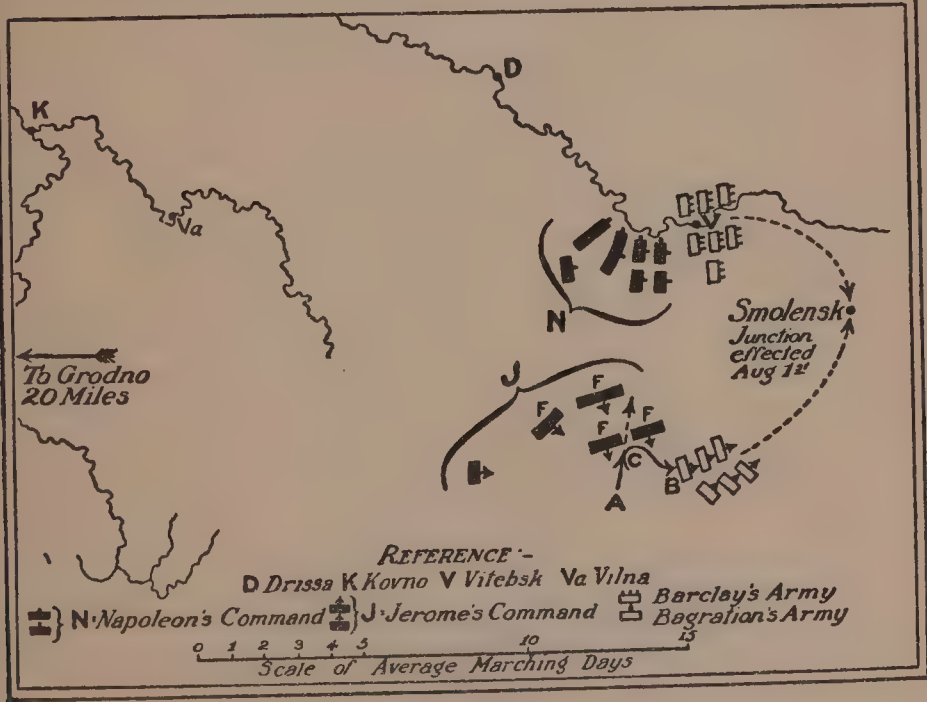 D
K
Va
V
N
Smolensk
Junction
effected
Aug 1st
To Grodno
20 Miles
J
F
F
F
F
C
B
A
REFERENCE:-
D Drissa K Kovno V Vitebsk Va Vilna
N·Napoleon's Command J·Jerome's Command
Barclay's Army
Bagration's Army
0 1 2 3 4 5 10 15
Scale of Average Marching Days